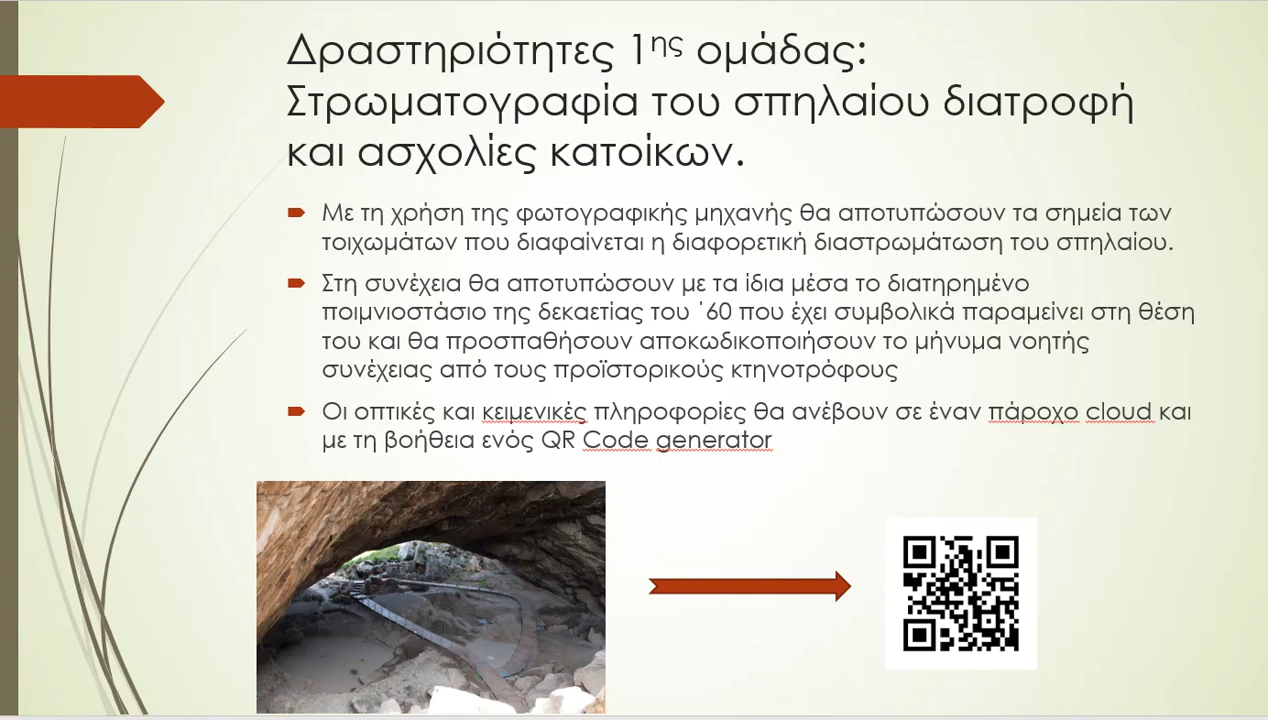 Δραστηριότητες 1ης ομάδας:
Στρωματογραφία του σπηλαίου διατροφή
και ασχολίες κατοίκων.
Με τη χρήση της φωτογραφικής μηχανής θα αποτυπώσουν τα σημεία των
τοιχωμάτων που διαφαίνεται η διαφορετική διαστρωμάτωση του σπηλαίου.
Στη συνέχεια θα αποτυπώσουν με τα ίδια μέσα το διατηρημένο
ποιμνιοστάσιο της δεκαετίας του ΄60 που έχει συμβολικά παραμείνει στη θέση
του και θα προσπαθήσουν αποκωδικοποιήσουν το μήνυμα νοητής
συνέχειας από τους προϊστορικούς κτηνοτρόφους
Οι οπτικές και κειμενικές πληροφορίες θα ανέβουν σε έναν πάροχο cloud και
με τη βοήθεια ενός QR Code generator